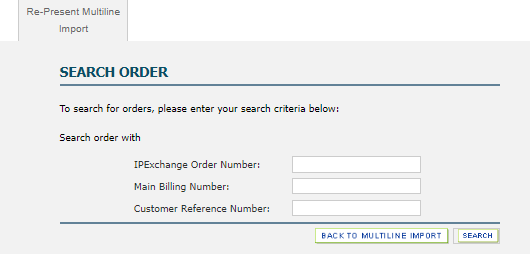 Re-Present Multiline
Import
SEARCH ORDER
To search for orders, please enter your search criteria below:
Search order with
IPExchange Order Number:
Main Billing Number:
Customer Reference Number:
BACK TO MULTILINE IMPORT SEARCH